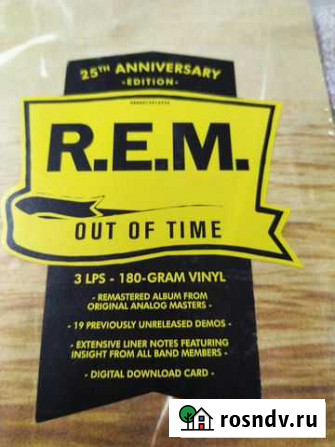 25TH ANNIVERSARY
-EDITION-
R.E.M.
OUT OF TIME
3 LPS - 180-GRAM VINYL
- REMASTERED ALBUM FROM
ORIGINAL ANALOG MASTERS -
- 19 PREVIOUSLY UNRELEASED DEMOS -
- EXTENSIVE LINER NOTES FEATURING
INSIGHT FROM ALL BAND MEMBERS -
- DIGITAL DOWNLOAD CARD -
rosndv.ru